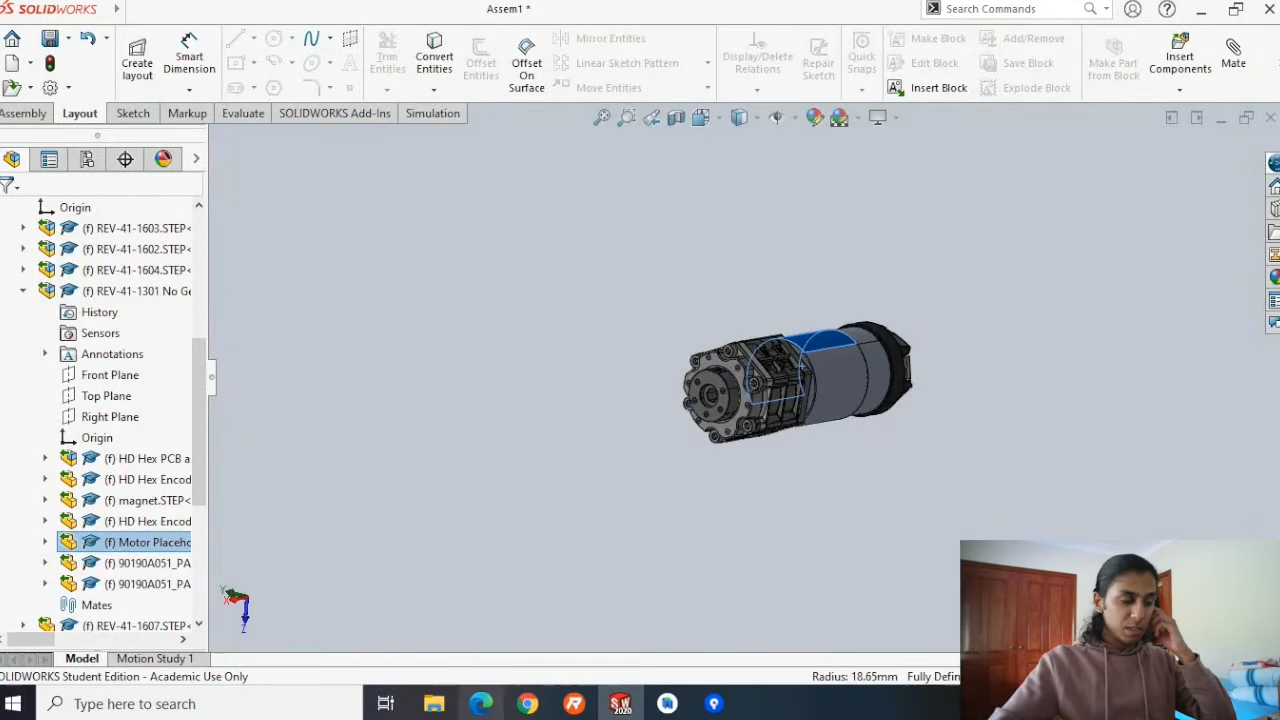 SOLIDWORKS
Assem1 *
Search Commands
Create layout
Smart Dimension
Trim Entities
Convert Entities
Offset Entities
Offset On Surface
Mirror Entities
Linear Sketch Pattern
Move Entities
Display/Delete Relations
Repair Sketch
Quick Snaps
Make Block
Edit Block
Insert Block
Add/Remove
Save Block
Explode Block
Make Part from Block
Insert Components
Mate
Assembly
Layout
Sketch
Markup
Evaluate
SOLIDWORKS Add-Ins
Simulation
Origin
(f) REV-41-1603.STEP<
(f) REV-41-1602.STEP<
(f) REV-41-1604.STEP<
(f) REV-41-1301 No Ge
History
Sensors
Annotations
Front Plane
Top Plane
Right Plane
Origin
(f) HD Hex PCB a
(f) HD Hex Encod
(f) magnet.STEP<
(f) HD Hex Encod
(f) Motor Placeho
(f) 90190A051_PA
(f) 90190A051_PA
Mates
(f) REV-41-1607.STEP<
Y
X
Z
Model
Motion Study 1
SOLIDWORKS Student Edition - Academic Use Only
Radius: 18.65mm
Fully Defin
Type here to search
SW
2020